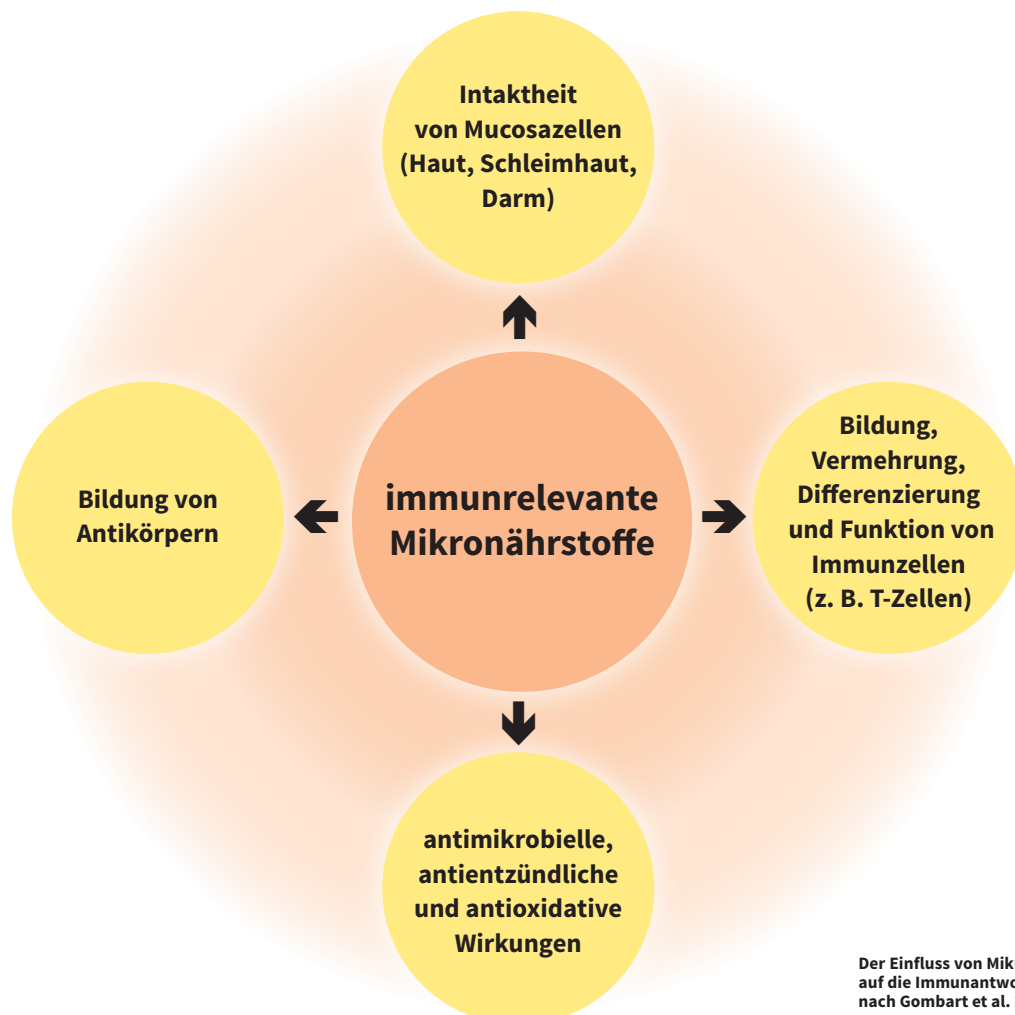 Intaktheit
von Mucosazellen
(Haut, Schleimhaut,
Darm)
Bildung von
Antikörpern
immunrelevante
Mikronährstoffe
Bildung,
Vermehrung,
Differenzierung
und Funktion von
Immunzellen
(z. B. T-Zellen)
antimikrobielle,
antientzündliche
und antioxidative
Wirkungen
Der Einfluss von Mik
auf die Immunantwo
nach Gombart et al.